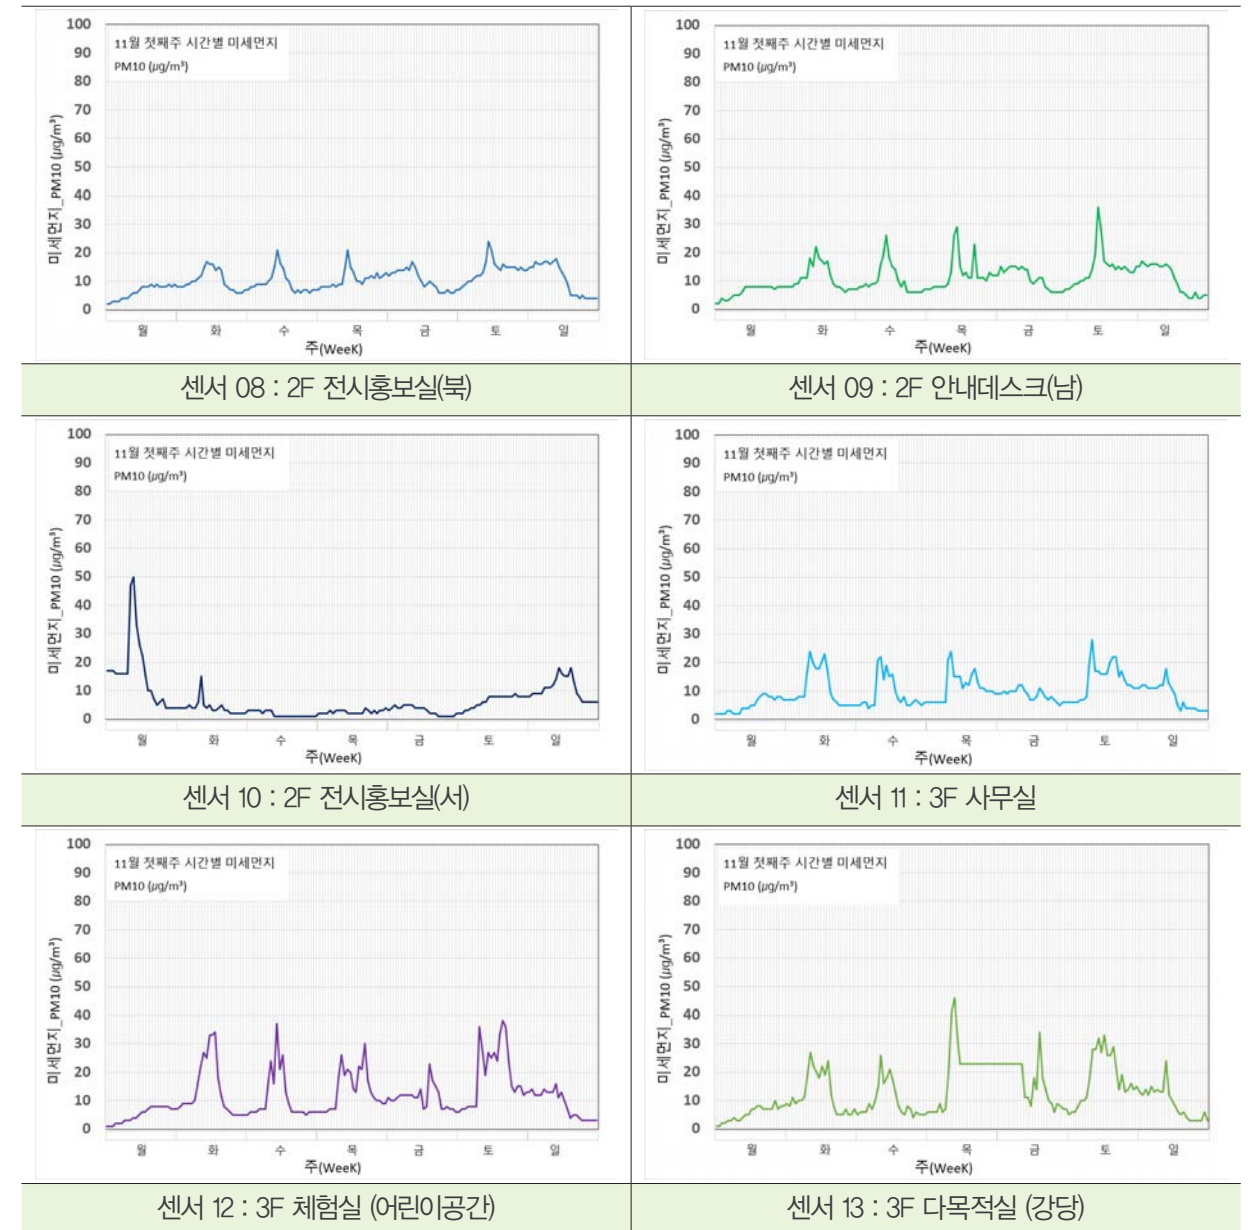 100
90
80
70
60
50
40
30
20
10
0
11월 첫째주 시간별 미세먼지
PM10 (μg/m³)
미세먼지_PM10 (μg/m³)
월 화 수 목 금 토 일
주(WeeK)
센서 08 : 2F 전시홍보실(북)
100
90
80
70
60
50
40
30
20
10
0
11월 첫째주 시간별 미세먼지
PM10 (μg/m³)
미세먼지_PM10 (μg/m³)
월 화 수 목 금 토 일
주(WeeK)
센서 09 : 2F 안내데스크(남)
100
90
80
70
60
50
40
30
20
10
0
11월 첫째주 시간별 미세먼지
PM10 (μg/m³)
미세먼지_PM10 (μg/m³)
월 화 수 목 금 토 일
주(WeeK)
센서 10 : 2F 전시홍보실(서)
100
90
80
70
60
50
40
30
20
10
0
11월 첫째주 시간별 미세먼지
PM10 (μg/m³)
미세먼지_PM10 (μg/m³)
월 화 수 목 금 토 일
주(WeeK)
센서 11 : 3F 사무실
100
90
80
70
60
50
40
30
20
10
0
11월 첫째주 시간별 미세먼지
PM10 (μg/m³)
미세먼지_PM10 (μg/m³)
월 화 수 목 금 토 일
주(WeeK)
센서 12 : 3F 체험실 (어린이공간)
100
90
80
70
60
50
40
30
20
10
0
11월 첫째주 시간별 미세먼지
PM10 (μg/m³)
미세먼지_PM10 (μg/m³)
월 화 수 목 금 토 일
주(WeeK)
센서 13 : 3F 다목적실 (강당)